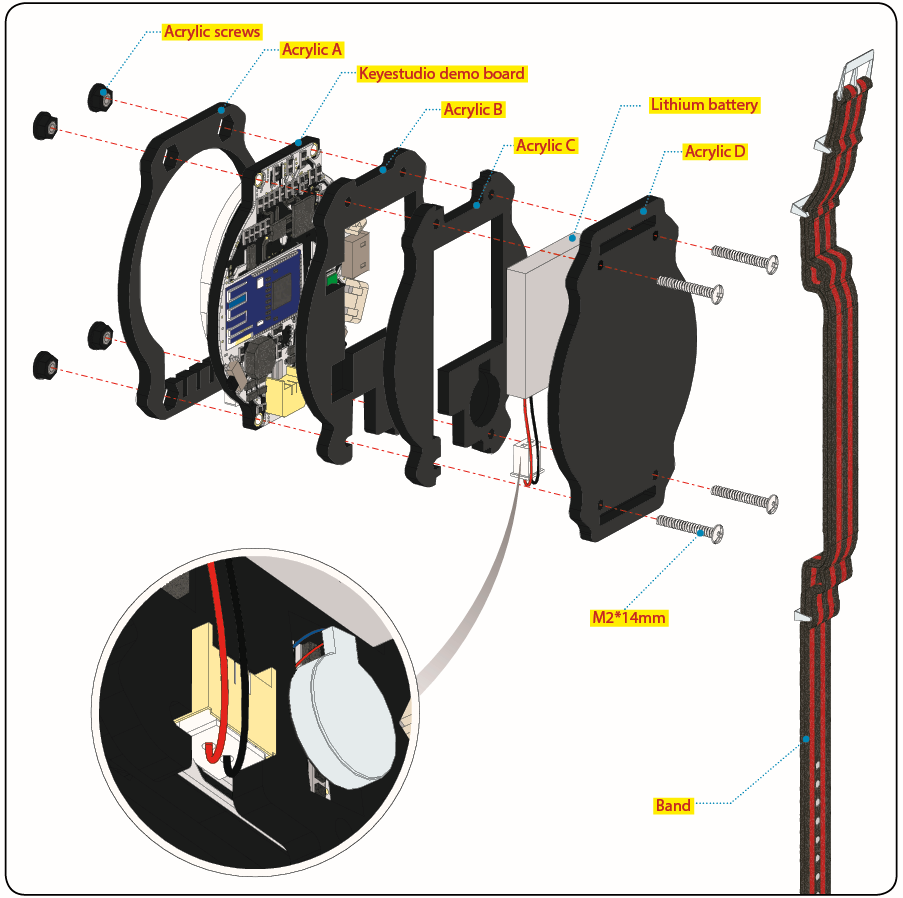 Acrylic screws
Acrylic A
Keyestudio demo board
Acrylic B
Lithium battery
Acrylic C
Acrylic D
M2*14mm
Band